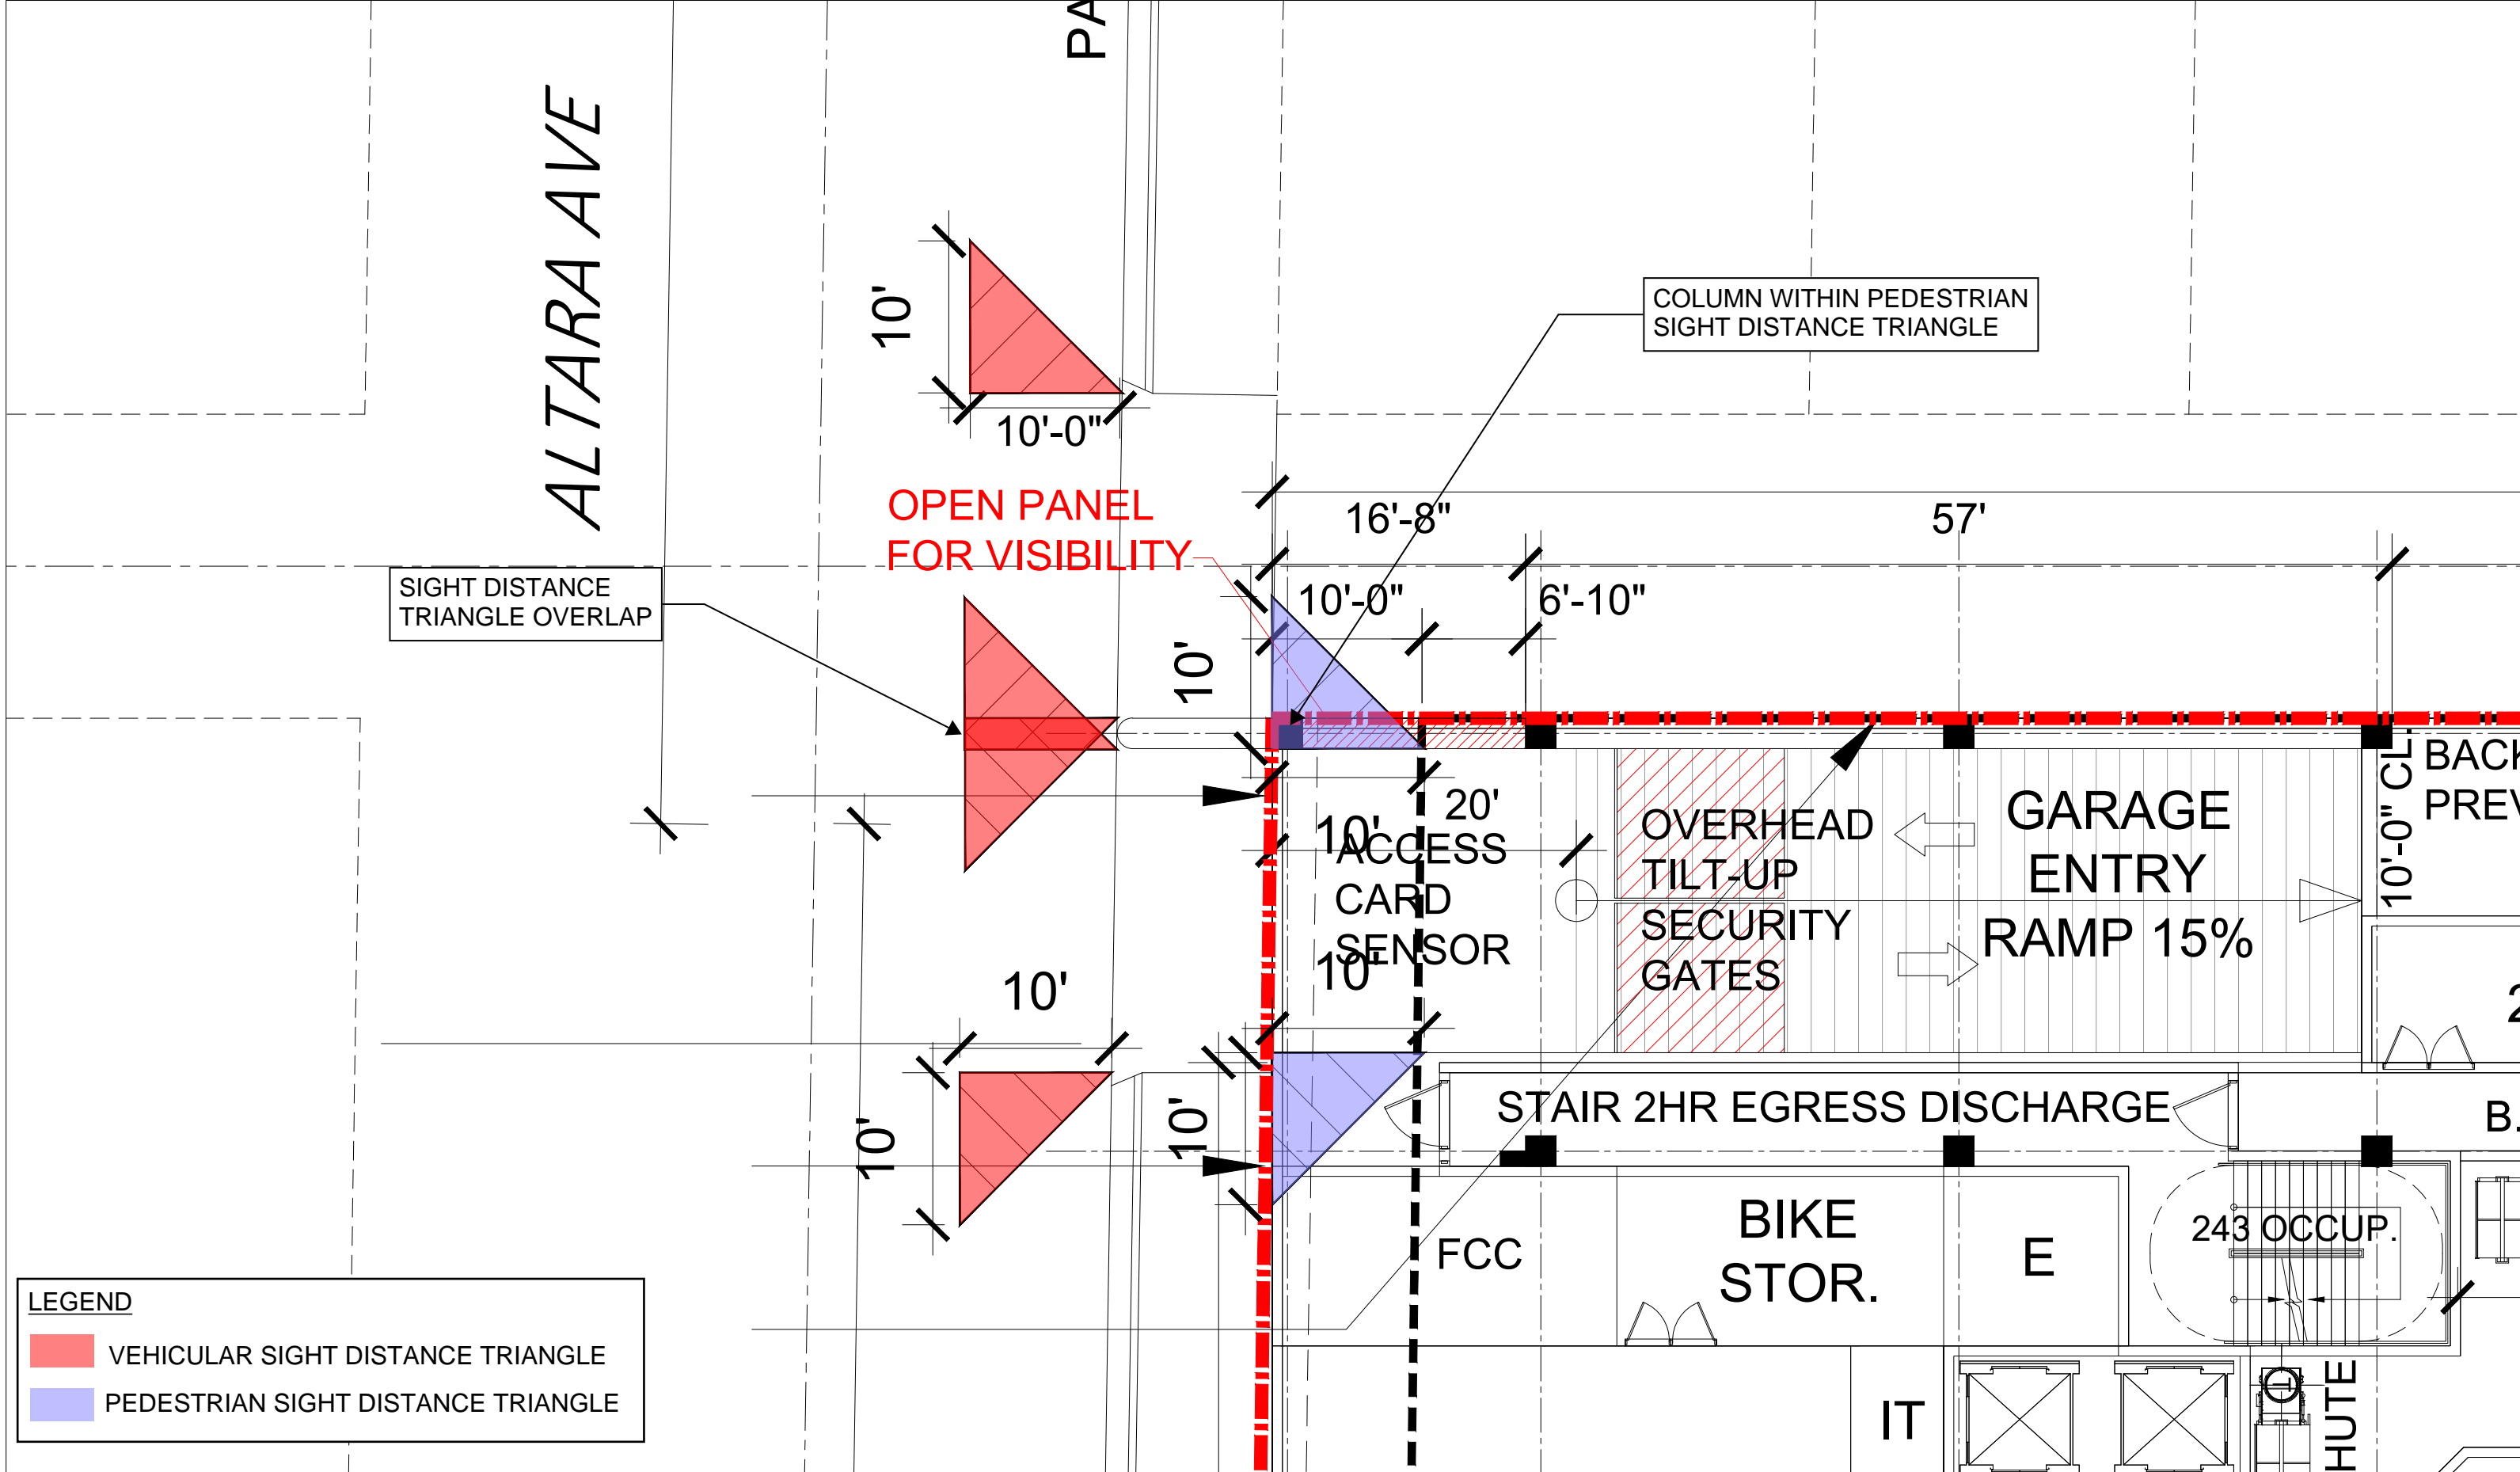 PA
ALTARA AVE
10'
10'-0"
COLUMN WITHIN PEDESTRIAN
SIGHT DISTANCE TRIANGLE
OPEN PANEL
FOR VISIBILITY
16'-8"
57'
SIGHT DISTANCE
TRIANGLE OVERLAP
10'-0"
6'-10"
10'
10'-0" CL.
BACK
PREV
20'
10'
ACCESS
CARD
SENSOR
10'
OVERHEAD
TILT-UP
SECURITY
GATES
GARAGE
ENTRY
RAMP 15%
2
10'
10'
10'
STAIR 2HR EGRESS DISCHARGE
B.
FCC
BIKE
STOR.
E
243 OCCUP.
IT
HUTE
LEGEND
VEHICULAR SIGHT DISTANCE TRIANGLE
PEDESTRIAN SIGHT DISTANCE TRIANGLE